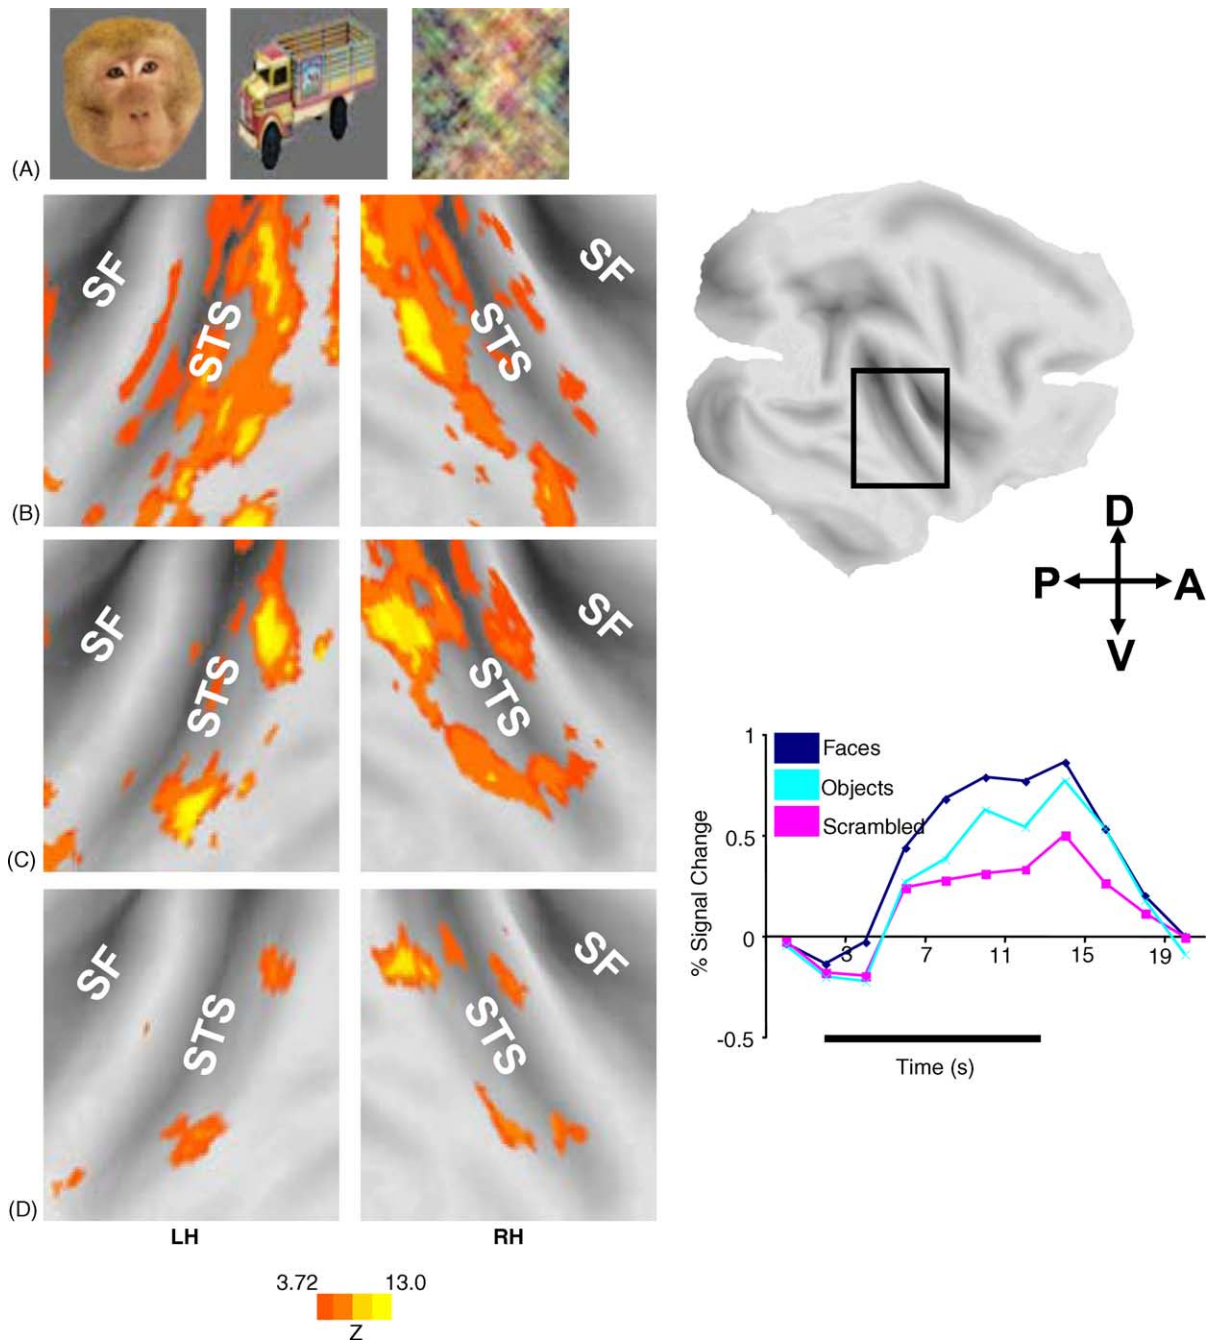 (A)
SF
STS
SF
STS
(B)
D
P A
V
SF
STS
SF
STS
(C)
1
Faces
Objects
Scrambled
0.5
% Signal Change
0
3 7 11 15 19
-0.5
Time (s)
SF
STS
SF
STS
(D)
LH RH
3.72 13.0
Z